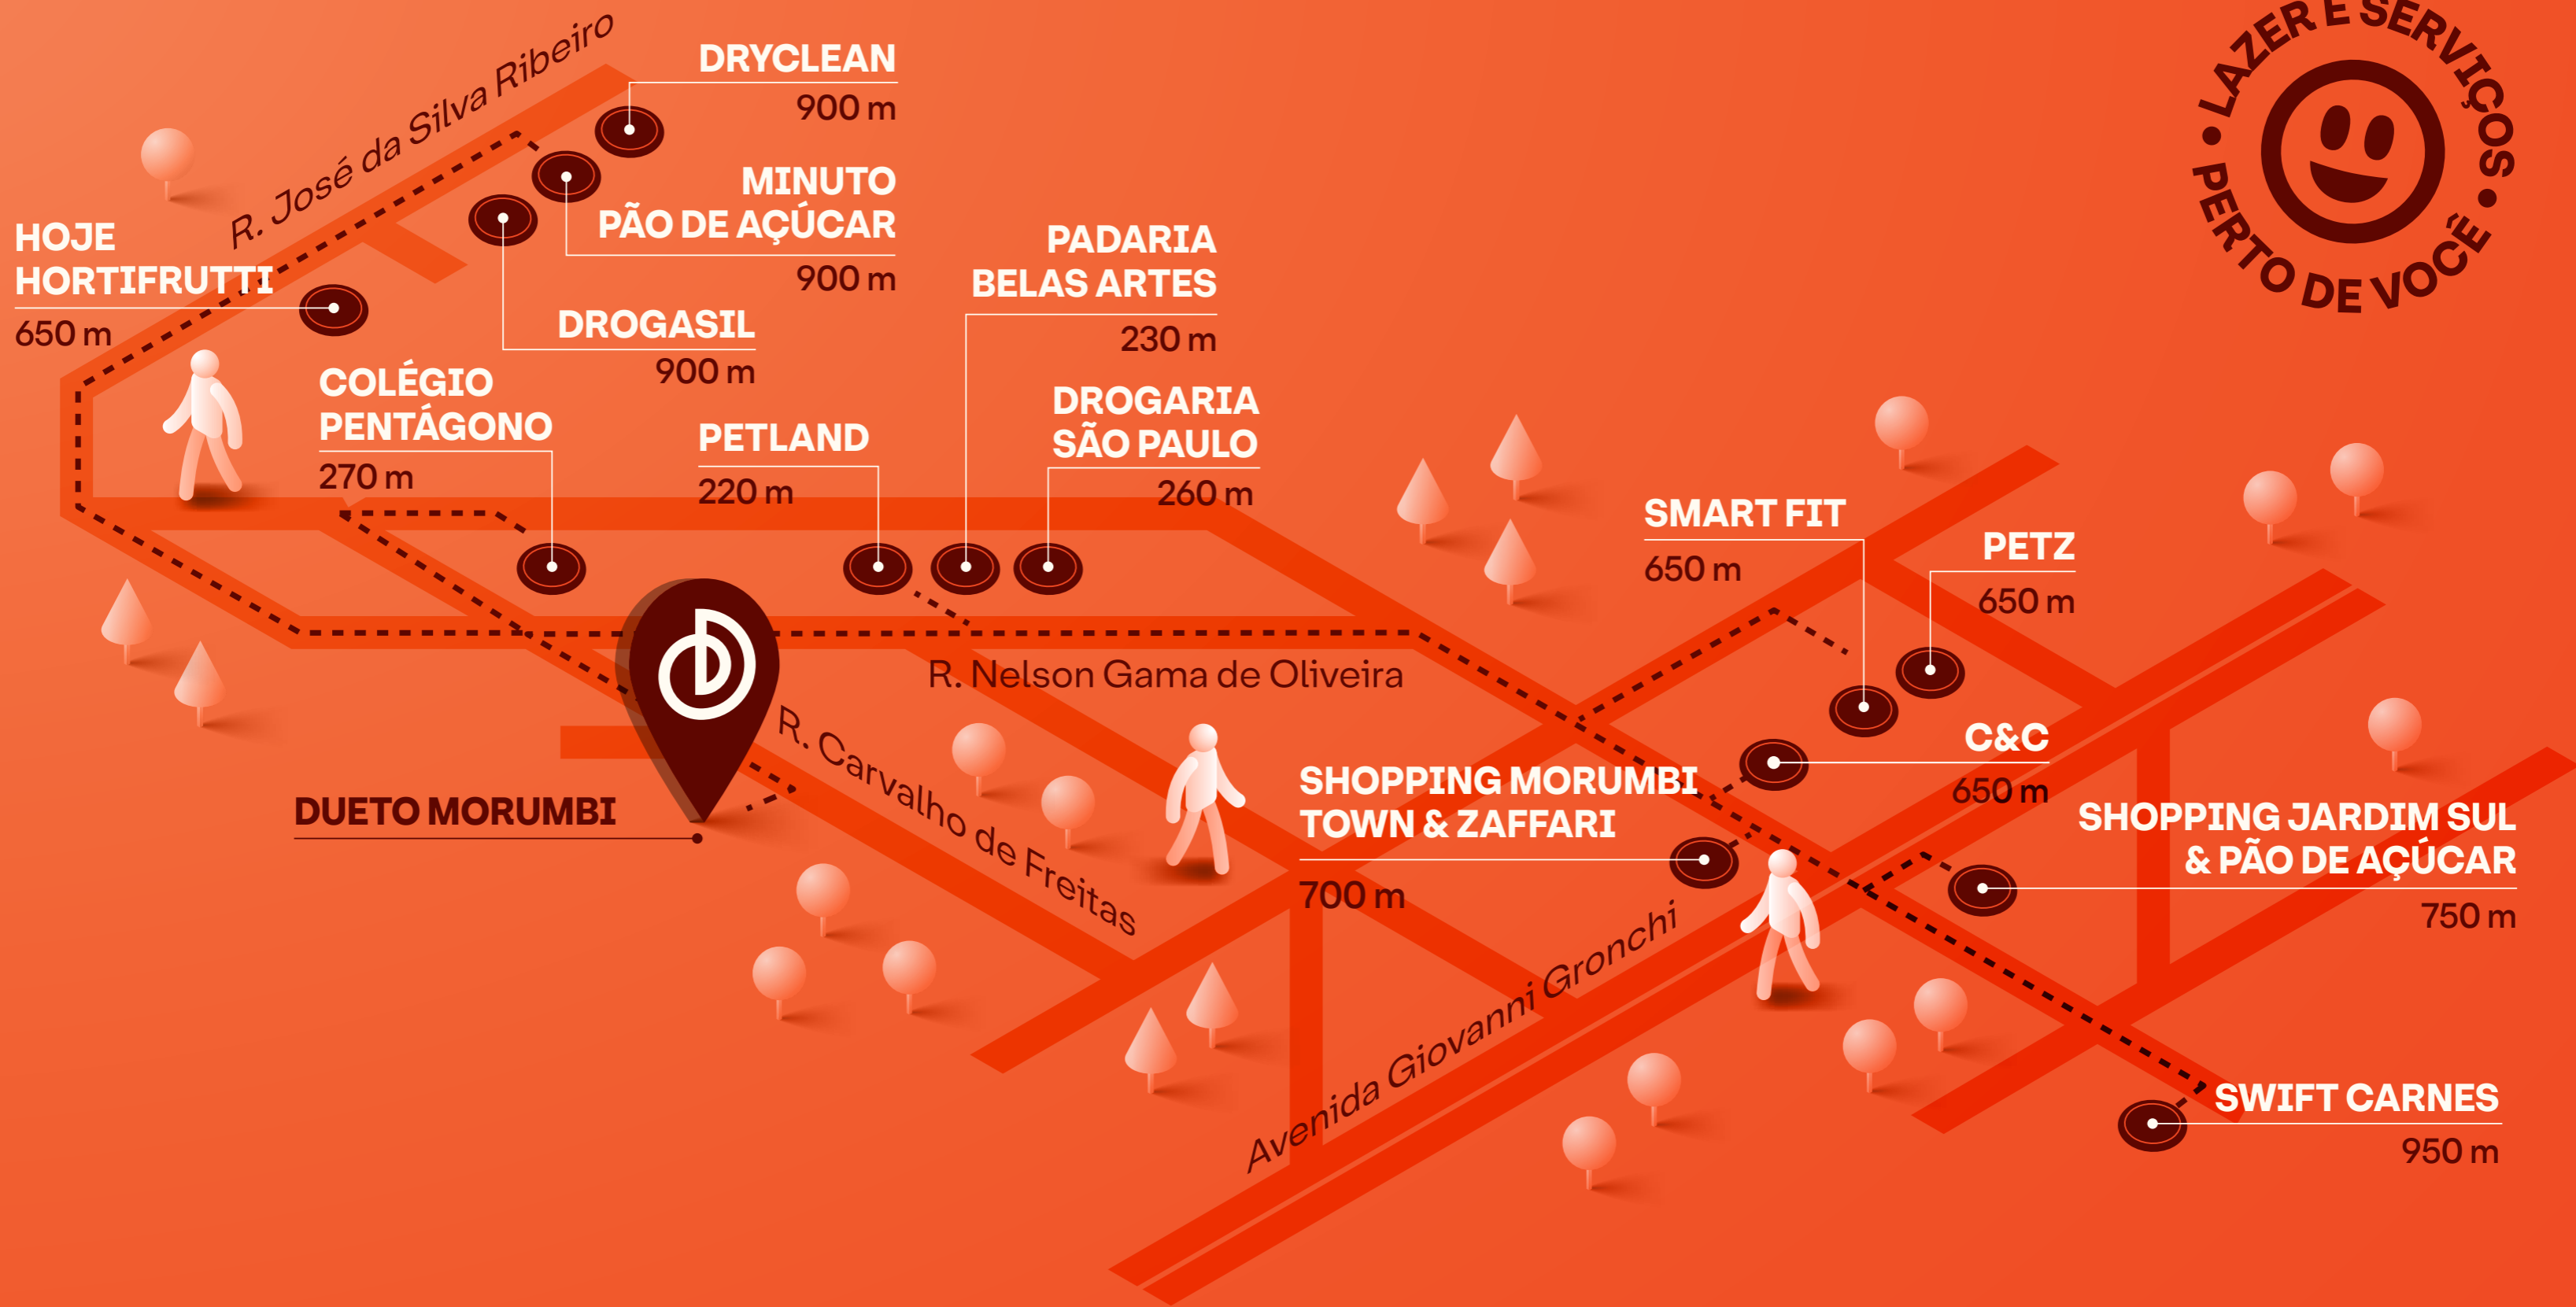 R. José da Silva Ribeiro
DRYCLEAN
900 m
MINUTO
PÃO DE AÇÚCAR
900 m
DROGASIL
900 m
HOJE
HORTIFRUTTI
650 m
COLÉGIO
PENTÁGONO
270 m
PETLAND
220 m
PADARIA
BELAS ARTES
230 m
DROGARIA
SÃO PAULO
260 m
• LAZER E SERVIÇOS
• PERTO DE VOCÊ
SMART FIT
650 m
PETZ
650 m
R. Nelson Gama de Oliveira
R. Carvalho de Freitas
DUETO MORUMBI
C&C
650 m
SHOPPING MORUMBI
TOWN & ZAFFARI
700 m
SHOPPING JARDIM SUL
& PÃO DE AÇÚCAR
750 m
Avenida Giovanni Gronchi
SWIFT CARNES
950 m